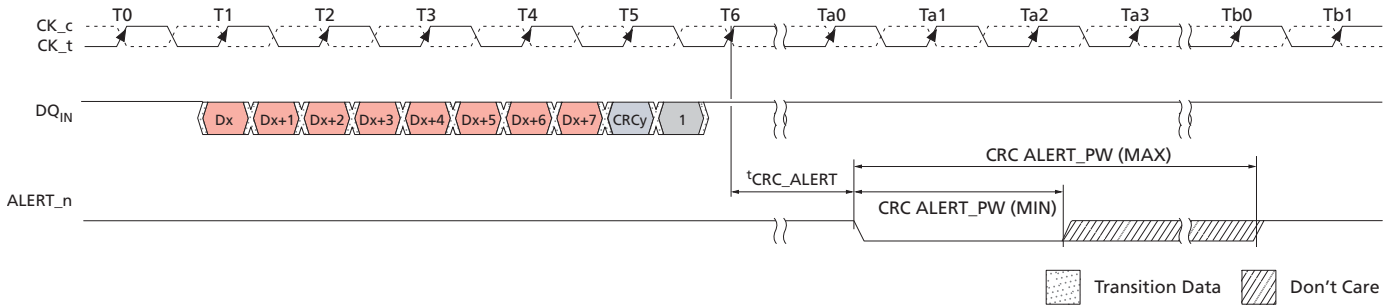 T0 T1 T2 T3 T4 T5 T6 Ta0 Ta1 Ta2 Ta3 Tb0 Tb1
CK_c
CK_t
DQIN
Dx Dx+1 Dx+2 Dx+3 Dx+4 Dx+5 Dx+6 Dx+7 CRCy 1
CRC ALERT_PW (MAX)
tCRC_ALERT
ALERT_n
CRC ALERT_PW (MIN)
Transition Data Don't Care